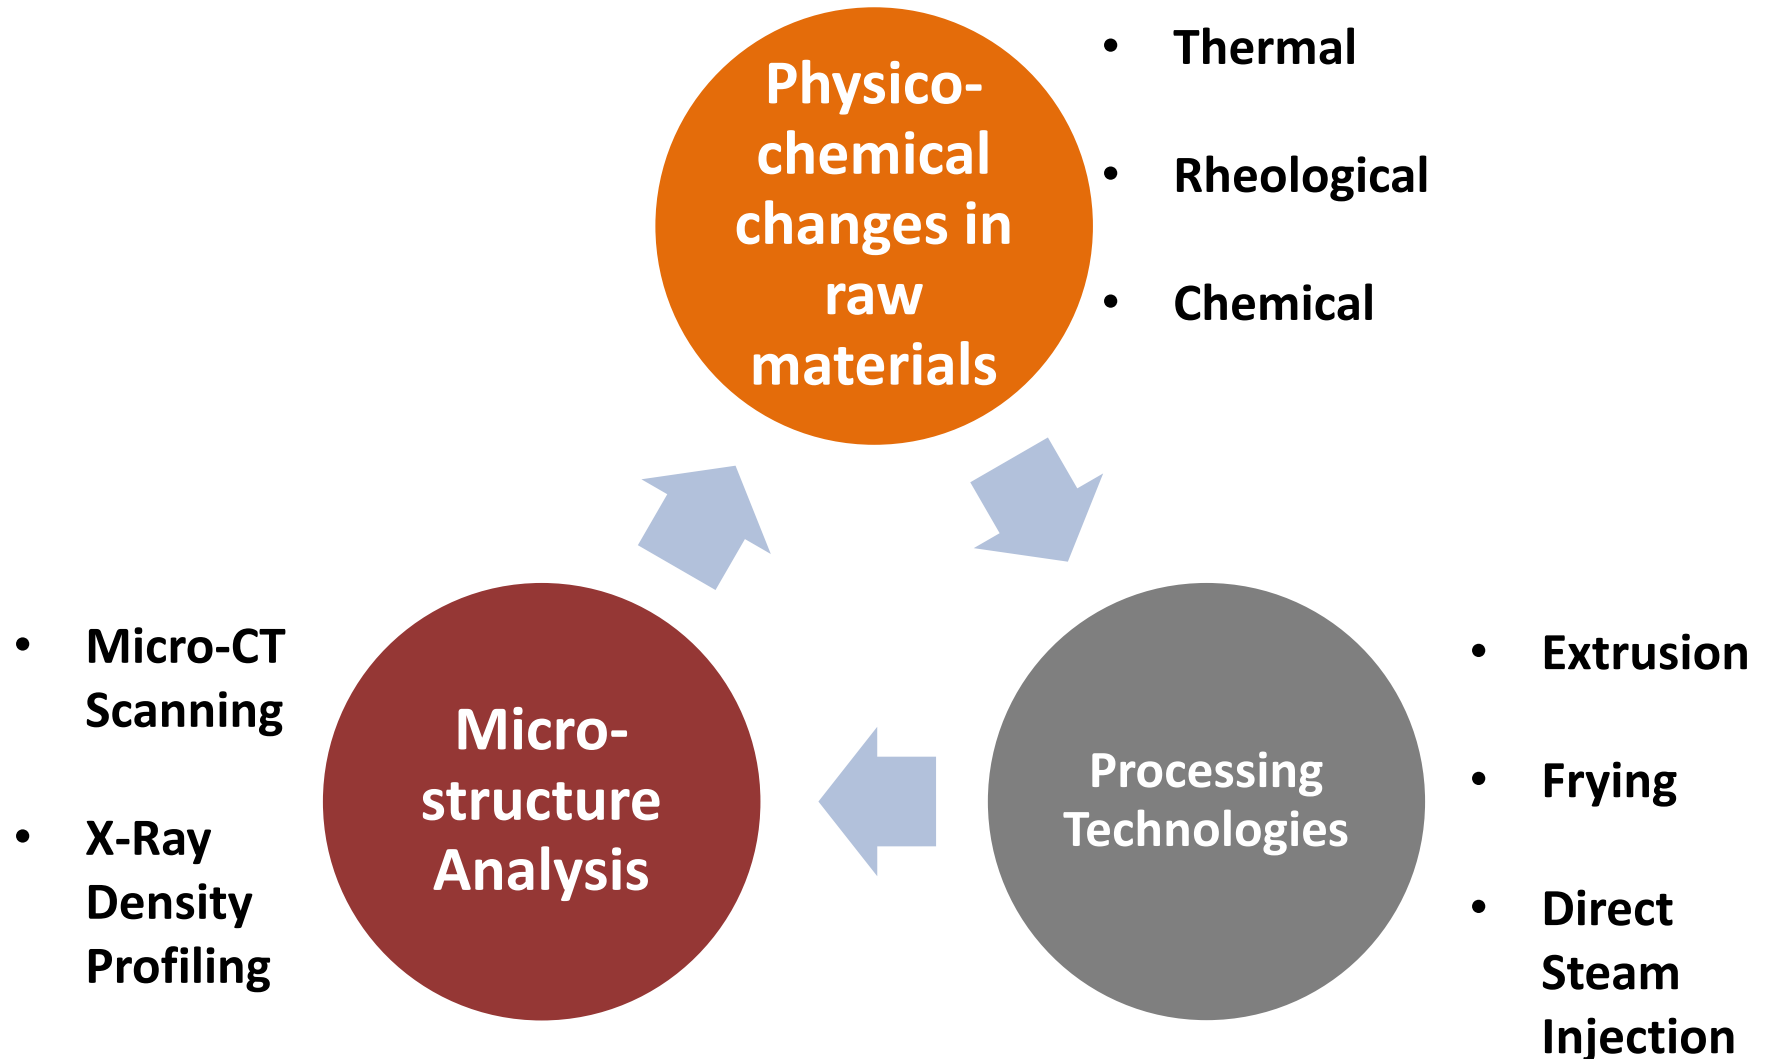 Physico-
chemical
changes in
raw
materials
• Thermal
• Rheological
• Chemical
Processing
Technologies
• Extrusion
• Frying
• Direct
Steam
Injection
Micro-
structure
Analysis
• Micro-CT
Scanning
• X-Ray
Density
Profiling